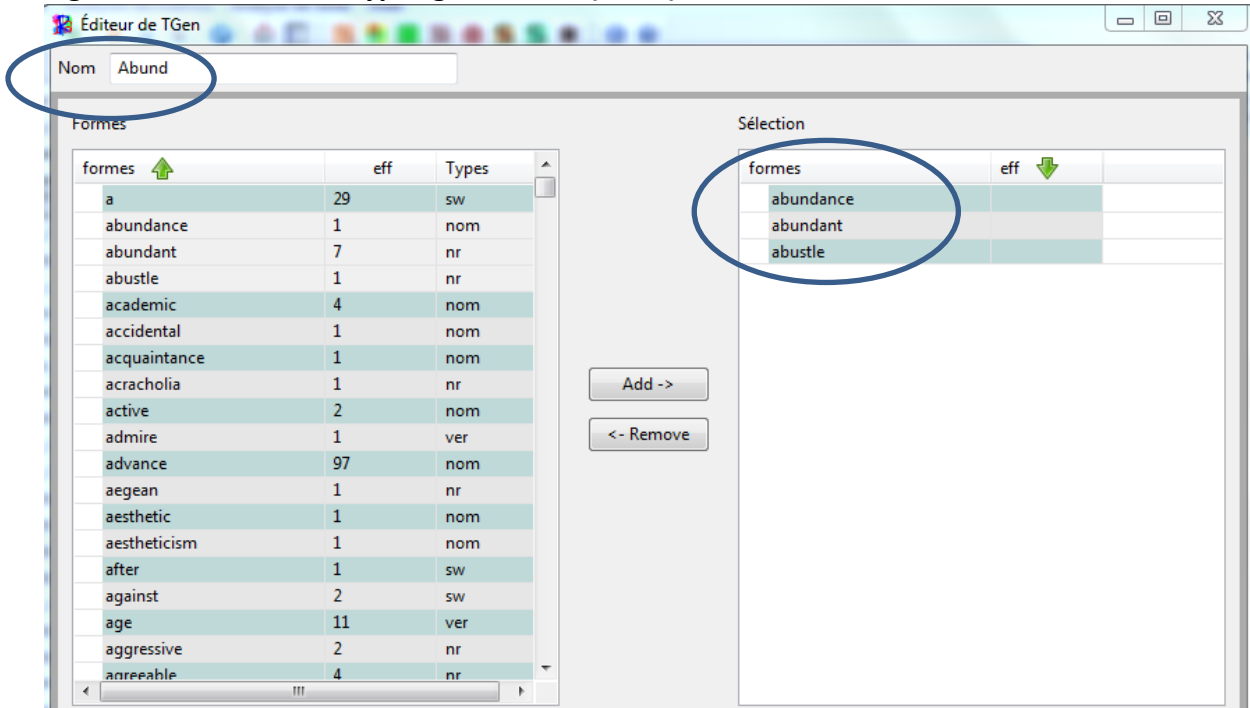 Éditeur de TGen
Nom Abund
Formes Sélection
formes eff Types formes eff
a 29 sw abundance
abundance 1 nom abundant
abundant 7 nr abustle
abustle 1 nr
academic 4 nom
accidental 1 nom
acquaintance 1 nom
acracholia 1 nr
active 2 nom
admire 1 ver
advance 97 nom
aegean 1 nr
aesthetic 1 nom
aestheticism 1 nom
after 1 sw
against 2 sw
age 11 ver
aggressive 2 nr
agreeable 4 nr
Add ->
<- Remove